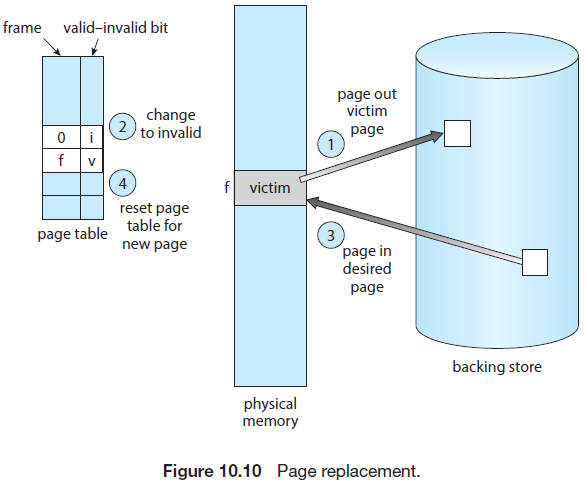 frame valid–invalid bit
0 i
f v
page table
2 change
to invalid
4
reset page
table for
new page
f victim
physical
memory
page out
victim
page
1
3
page in
desired
page
backing store
Figure 10.10 Page replacement.